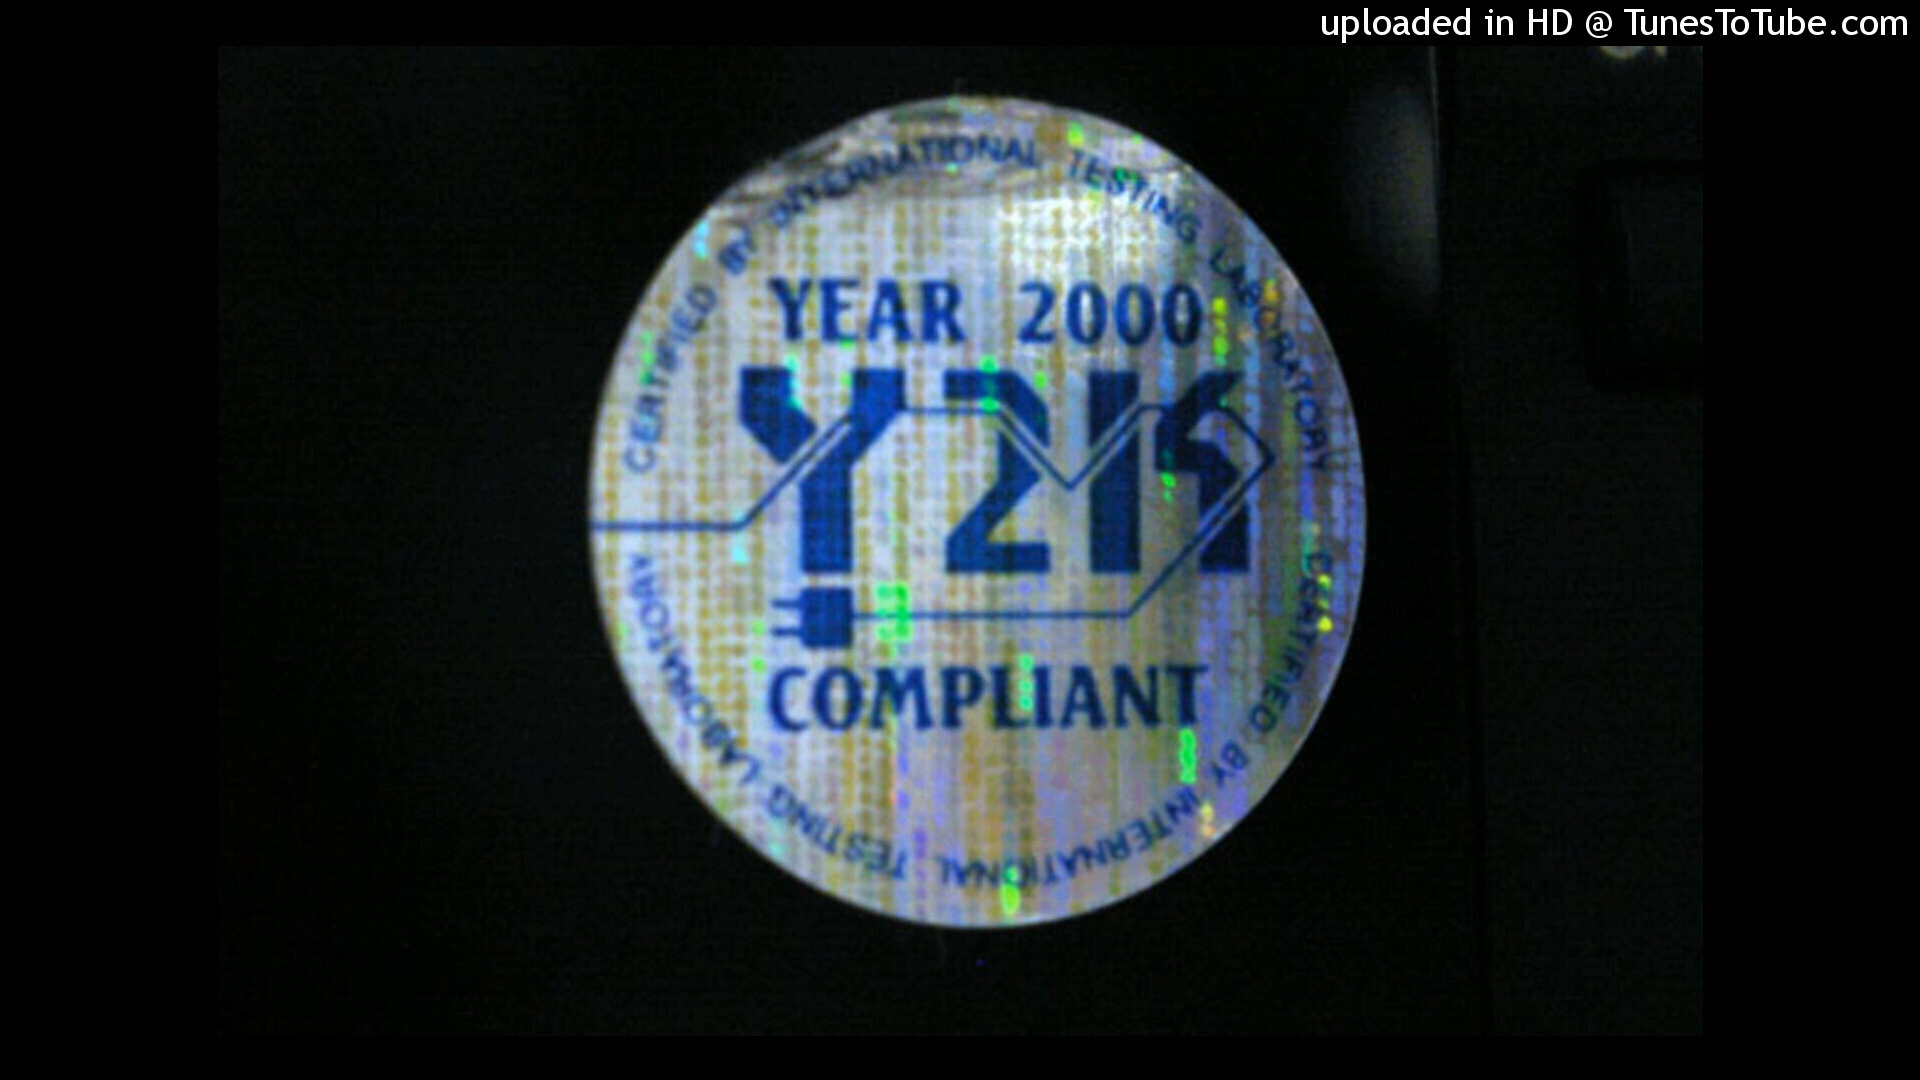 uploaded in HD @ TunesToTube.com
CERTIFIED BY INTERNATIONAL TESTING LABORATORY
YEAR 2000
Y2K
COMPLIANT
CERTIFIED BY INTERNATIONAL TESTING LABORATORY